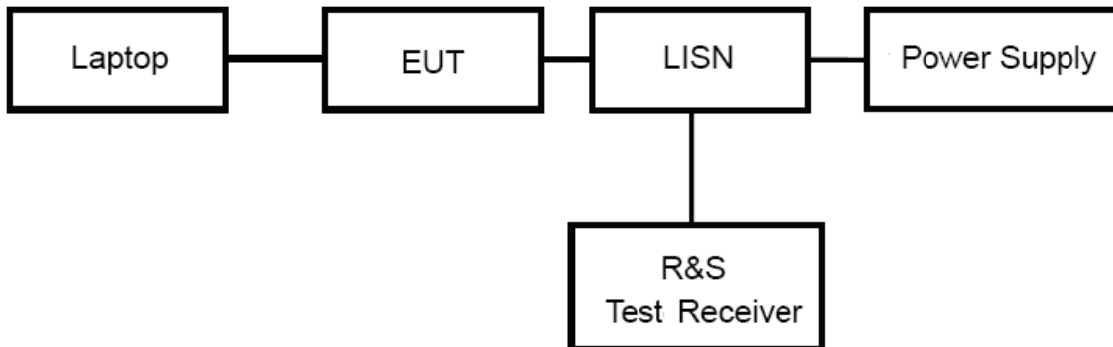 Laptop
EUT
LISN
Power Supply
R&S
Test Receiver